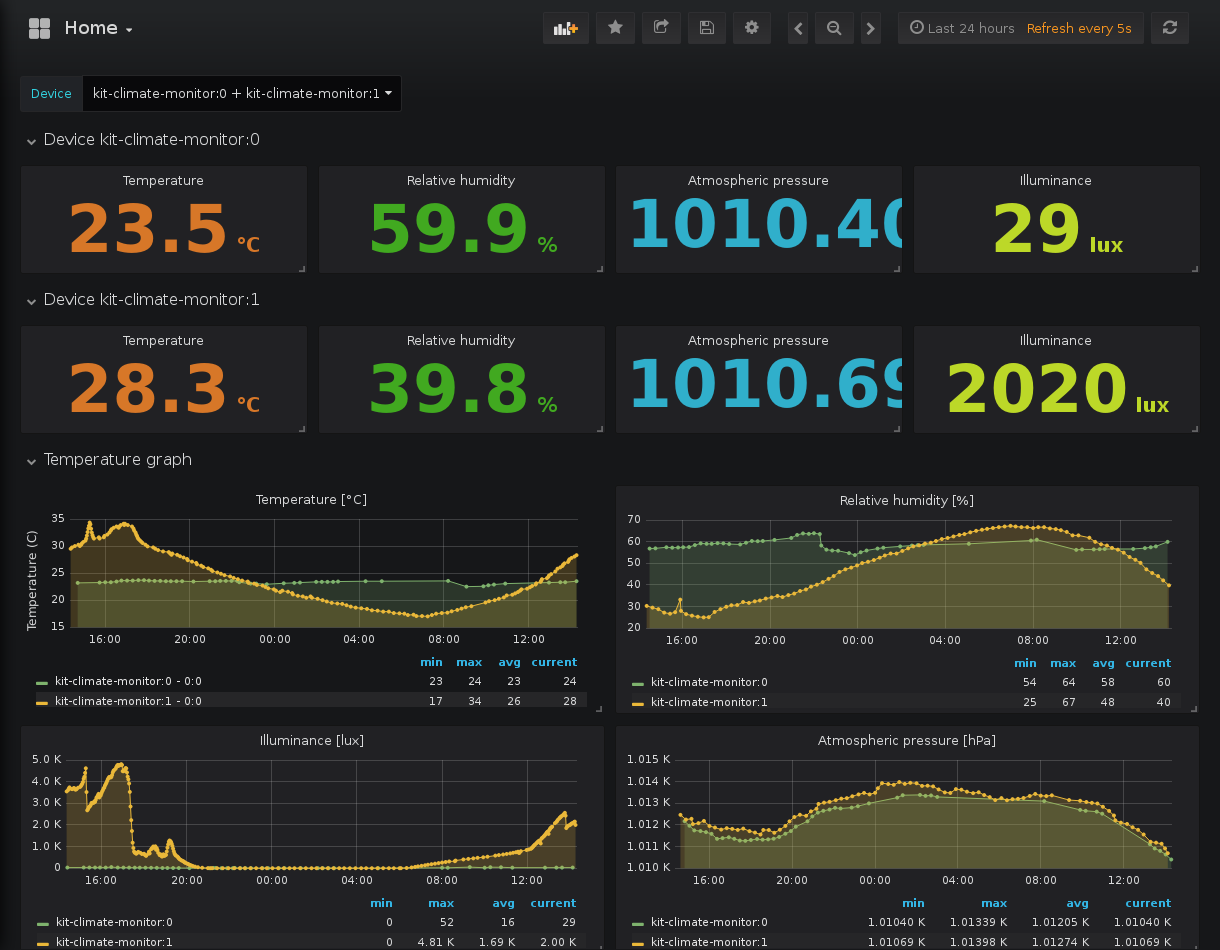 Home
Last 24 hours Refresh every 5s
Device kit-climate-monitor:0 + kit-climate-monitor:1
Device kit-climate-monitor:0
Temperature Relative humidity Atmospheric pressure Illuminance
23.5 °C 59.9 % 1010.40 29 lux
Device kit-climate-monitor:1
Temperature Relative humidity Atmospheric pressure Illuminance
28.3 °C 39.8 % 1010.69 2020 lux
Temperature graph
Temperature [°C]
Temperature (C)
35
30
25
20
15
16:00 20:00 00:00 04:00 08:00 12:00
min max avg current
kit-climate-monitor:0 - 0:0 23 24 23 24
kit-climate-monitor:1 - 0:0 17 34 26 28
Relative humidity [%]
70
60
50
40
30
20
16:00 20:00 00:00 04:00 08:00 12:00
min max avg current
kit-climate-monitor:0 54 64 58 60
kit-climate-monitor:1 25 67 48 40
Illuminance [lux]
5.0 K
4.0 K
3.0 K
2.0 K
1.0 K
0
16:00 20:00 00:00 04:00 08:00 12:00
min max avg current
kit-climate-monitor:0 0 52 16 29
kit-climate-monitor:1 0 4.81 K 1.69 K 2.00 K
Atmospheric pressure [hPa]
1.015 K
1.014 K
1.013 K
1.012 K
1.011 K
1.010 K
16:00 20:00 00:00 04:00 08:00 12:00
min max avg current
kit-climate-monitor:0 1.01040 K 1.01339 K 1.01205 K 1.01040 K
kit-climate-monitor:1 1.01069 K 1.01398 K 1.01274 K 1.01069 K